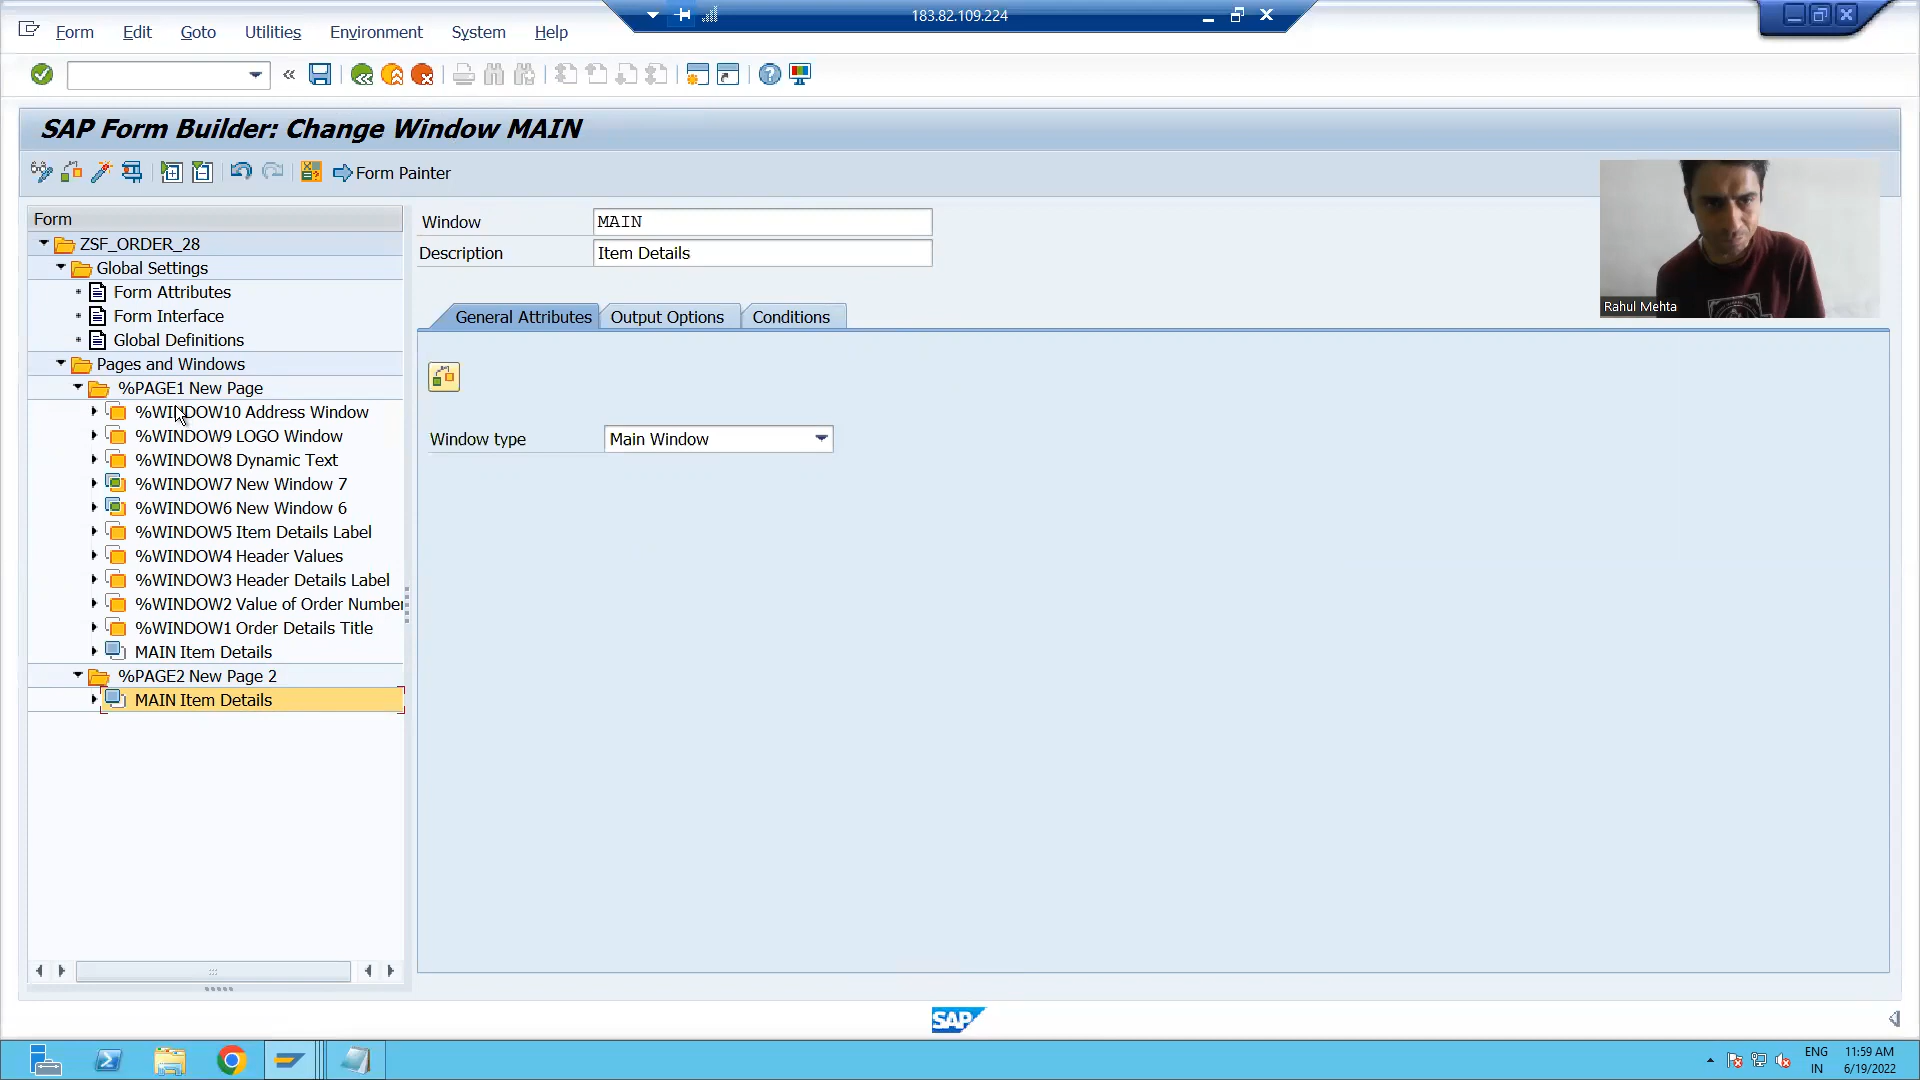 183.82.109.224
Form Edit Goto Utilities Environment System Help
SAP Form Builder: Change Window MAIN
Form Painter
Form
ZSF_ORDER_28
Global Settings
Form Attributes
Form Interface
Global Definitions
Pages and Windows
%PAGE1 New Page
%WINDOW10 Address Window
%WINDOW9 LOGO Window
%WINDOW8 Dynamic Text
%WINDOW7 New Window 7
%WINDOW6 New Window 6
%WINDOW5 Item Details Label
%WINDOW4 Header Values
%WINDOW3 Header Details Label
%WINDOW2 Value of Order Number
%WINDOW1 Order Details Title
MAIN Item Details
%PAGE2 New Page 2
MAIN Item Details
Window MAIN
Description Item Details
General Attributes Output Options Conditions
Window type Main Window
Rahul Mehta
SAP
ENG 11:59 AM
IN 6/19/2022